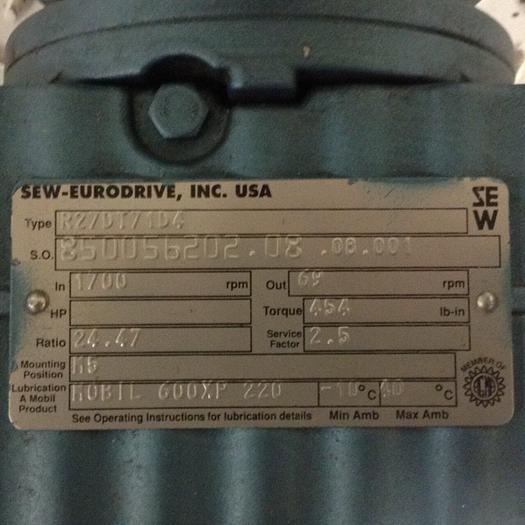 SEW-EURODRIVE, INC. USA
SEW
Type R27DT71D4
S.O. 850056202.08 .08.001
In 1700 rpm Out 69 rpm
HP Torque 454 lb-in
Ratio 24.47 Service Factor 2.5
Mounting Position M5
MEMBER OF
Lubrication A Mobil Product MOBIL 600XP 220 -10 °C 40 °C
See Operating Instructions for lubrication details Min Amb Max Amb